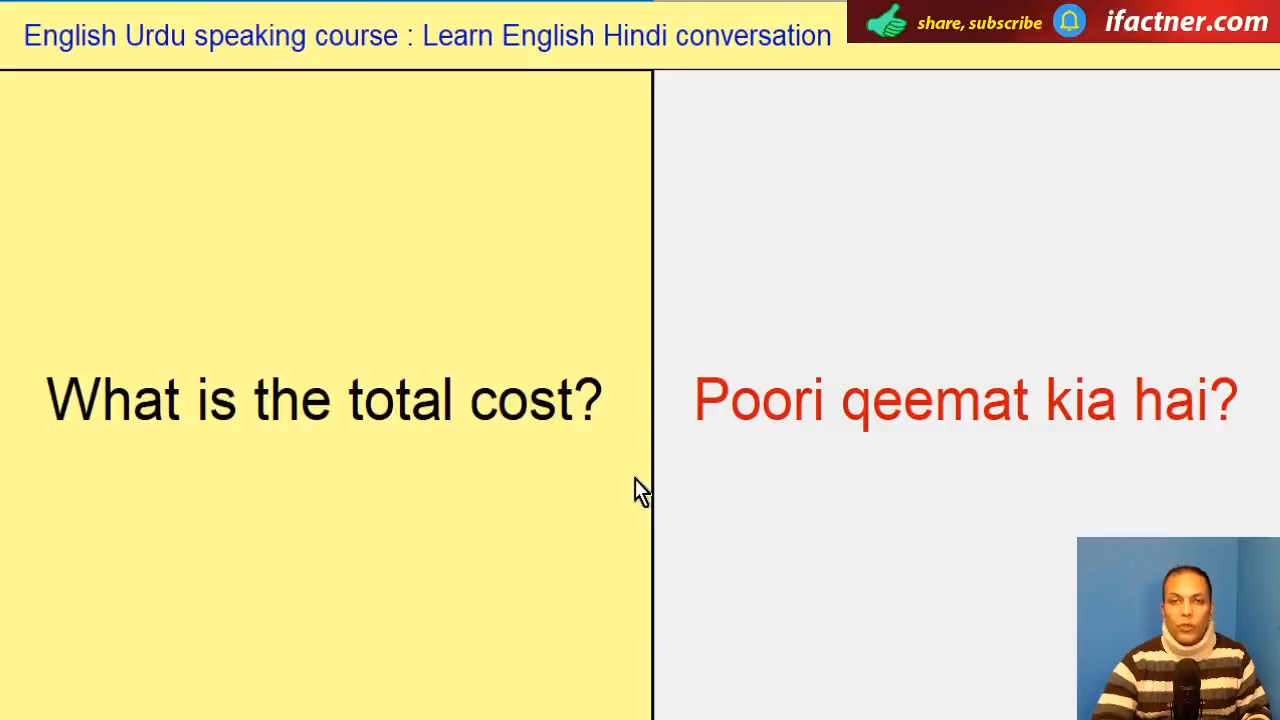 English Urdu speaking course : Learn English Hindi conversation
share, subscribe
ifactner.com
What is the total cost?
Poori qeemat kia hai?